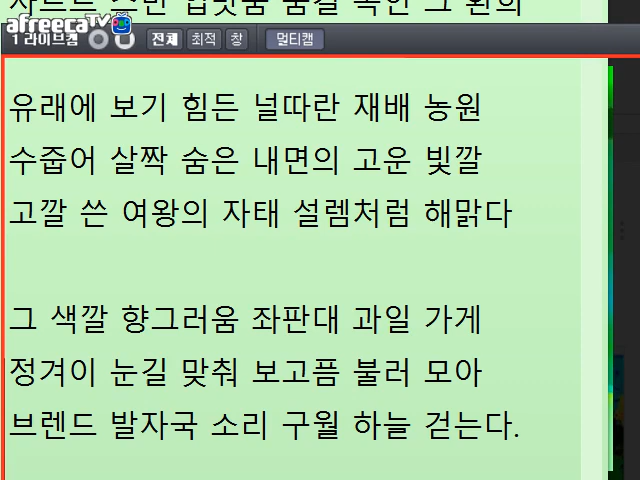 afreecaTV
1 라이브캠 전체 최적 창 멀티캠
유래에 보기 힘든 널따란 재배 농원
수줍어 살짝 숨은 내면의 고운 빛깔
고깔 쓴 여왕의 자태 설렘처럼 해맑다
그 색깔 향그러움 좌판대 과일 가게
정겨이 눈길 맞춰 보고픔 불러 모아
브렌드 발자국 소리 구월 하늘 걷는다.